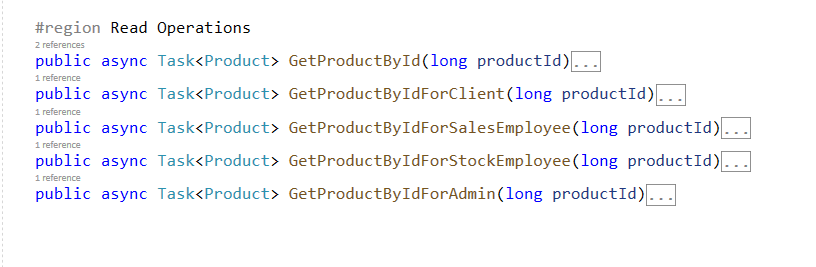 #region Read Operations
2 references
public async Task<Product> GetProductById(long productId)...
1 reference
public async Task<Product> GetProductByIdForClient(long productId)...
1 reference
public async Task<Product> GetProductByIdForSalesEmployee(long productId)...
1 reference
public async Task<Product> GetProductByIdForStockEmployee(long productId)...
1 reference
public async Task<Product> GetProductByIdForAdmin(long productId)...